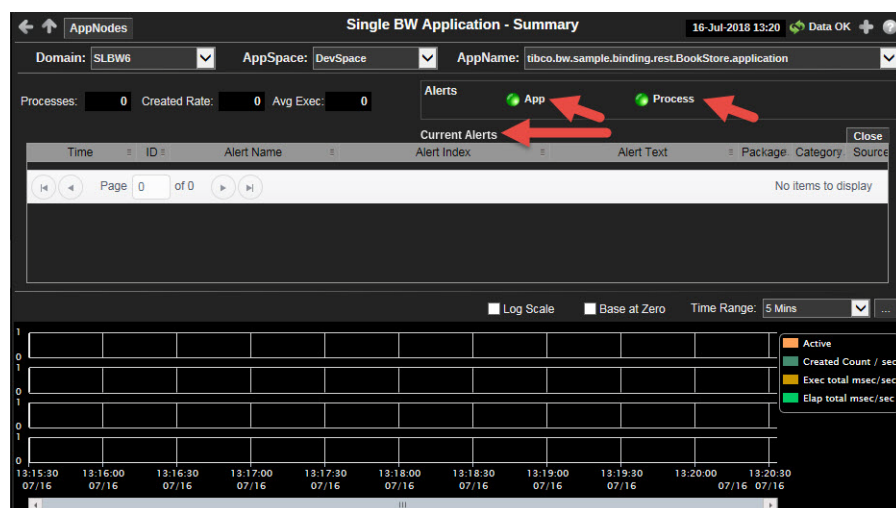 AppNodes Single BW Application - Summary 16-Jul-2018 13:20 Data OK
Domain: SLBW6 AppSpace: DevSpace AppName: tibco.bw.sample.binding.rest.BookStore.application
Alerts
Processes: 0 Created Rate: 0 Avg Exec: 0 App Process
Current Alerts Close
Time ID Alert Name Alert Index Alert Text Package Category Source
Page 0 of 0 No items to display
Log Scale Base at Zero Time Range: 5 Mins ...
1
Active
0
Created Count / sec
1
Exec total msec/sec
0
Elap total msec/sec
1
0
1
0
13:15:30 13:16:00 13:16:30 13:17:00 13:17:30 13:18:00 13:18:30 13:19:00 13:19:30 13:20:00 13:20:30
07/16 07/16 07/16 07/16 07/16 07/16 07/16 07/16 07/16 07/16 07/16